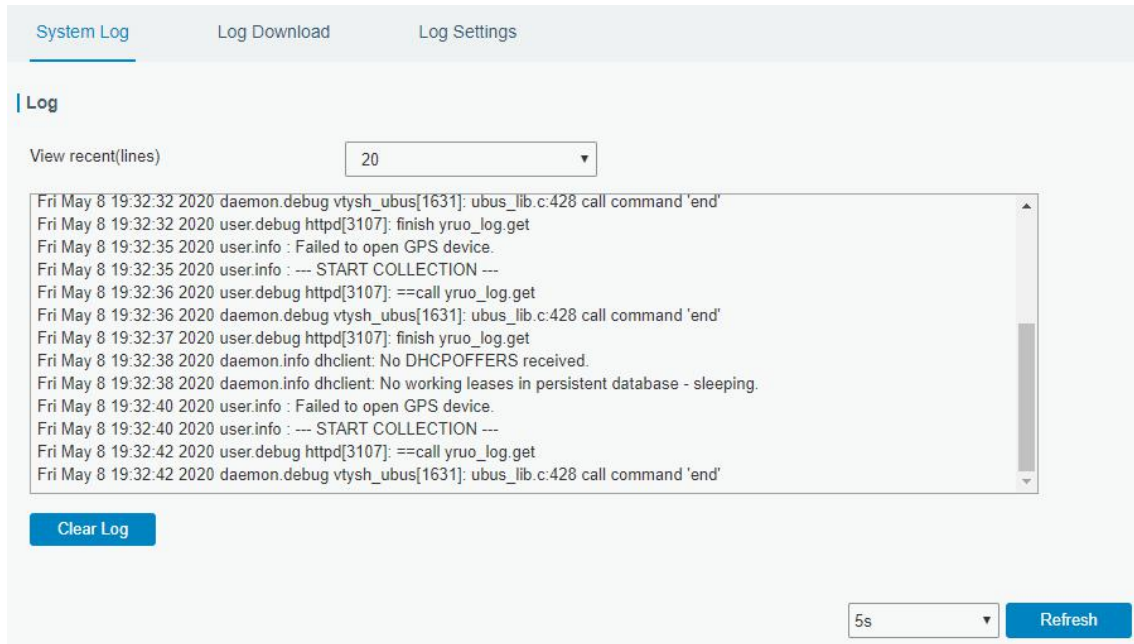 System Log Log Download Log Settings
Log
View recent(lines) 20
Fri May 8 19:32:32 2020 daemon.debug vtysh_ubus[1631]: ubus_lib.c:428 call command 'end'
Fri May 8 19:32:32 2020 user.debug httpd[3107]: finish yruo_log.get
Fri May 8 19:32:35 2020 user.info : Failed to open GPS device.
Fri May 8 19:32:35 2020 user.info : --- START COLLECTION ---
Fri May 8 19:32:36 2020 user.debug httpd[3107]: ==call yruo_log.get
Fri May 8 19:32:36 2020 daemon.debug vtysh_ubus[1631]: ubus_lib.c:428 call command 'end'
Fri May 8 19:32:37 2020 user.debug httpd[3107]: finish yruo_log.get
Fri May 8 19:32:38 2020 daemon.info dhclient: No DHCPOFFERS received.
Fri May 8 19:32:38 2020 daemon.info dhclient: No working leases in persistent database - sleeping.
Fri May 8 19:32:40 2020 user.info : Failed to open GPS device.
Fri May 8 19:32:40 2020 user.info : --- START COLLECTION ---
Fri May 8 19:32:42 2020 user.debug httpd[3107]: ==call yruo_log.get
Fri May 8 19:32:42 2020 daemon.debug vtysh_ubus[1631]: ubus_lib.c:428 call command 'end'
Clear Log
5s Refresh